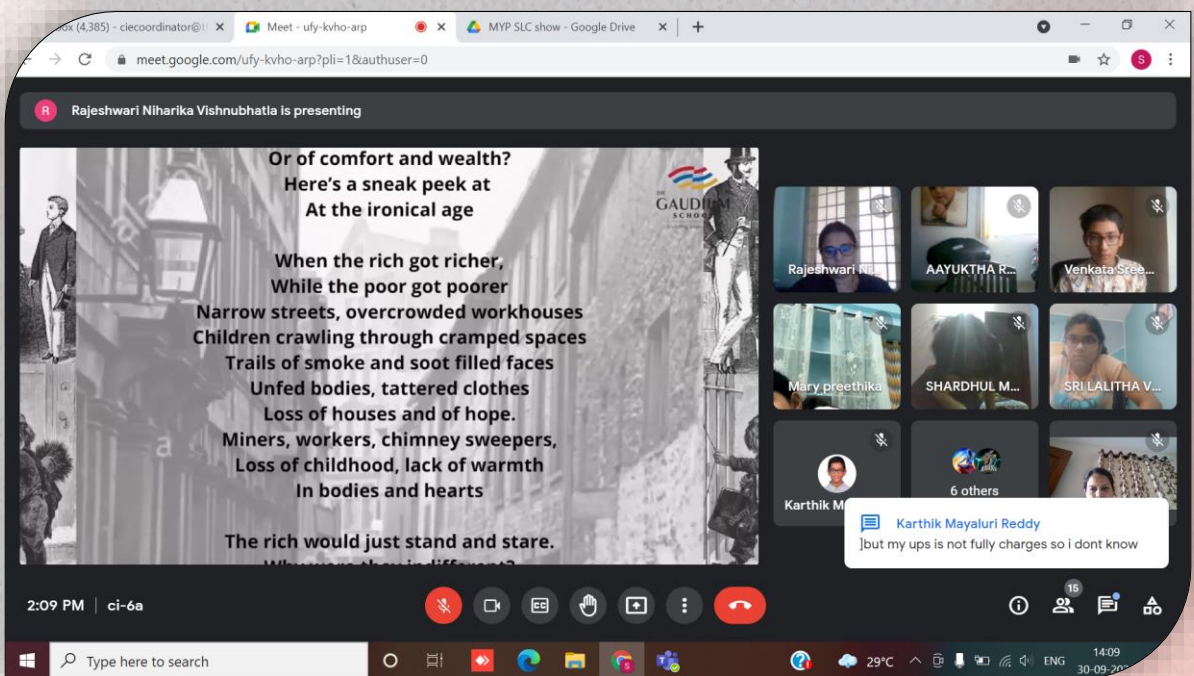 box (4,385) - ciecoordinator@t
Meet - ufy-kvho-arp
MYP SLC show - Google Drive
meet.google.com/ufy-kvho-arp?pli=1&authuser=0
S
R Rajeshwari Niharika Vishnubhatla is presenting
Or of comfort and wealth?
Here's a sneak peek at
At the ironical age
When the rich got richer,
While the poor got poorer
Narrow streets, overcrowded workhouses
Children crawling through cramped spaces
Trails of smoke and soot filled faces
Unfed bodies, tattered clothes
Loss of houses and of hope.
Miners, workers, chimney sweepers,
Loss of childhood, lack of warmth
In bodies and hearts
The rich would just stand and stare.
THE
GAUDIUM
SCHOOL
Rajeshwari Ni...
AAYUKTHA R...
Venkata Sree...
Mary preethika
SHARDHUL M...
SRI LALITHA V...
Karthik M
6 others
Karthik Mayaluri Reddy
]but my ups is not fully charges so i dont know
2:09 PM | ci-6a
CC
15
Type here to search
29°C
ENG
14:09
30-09-202